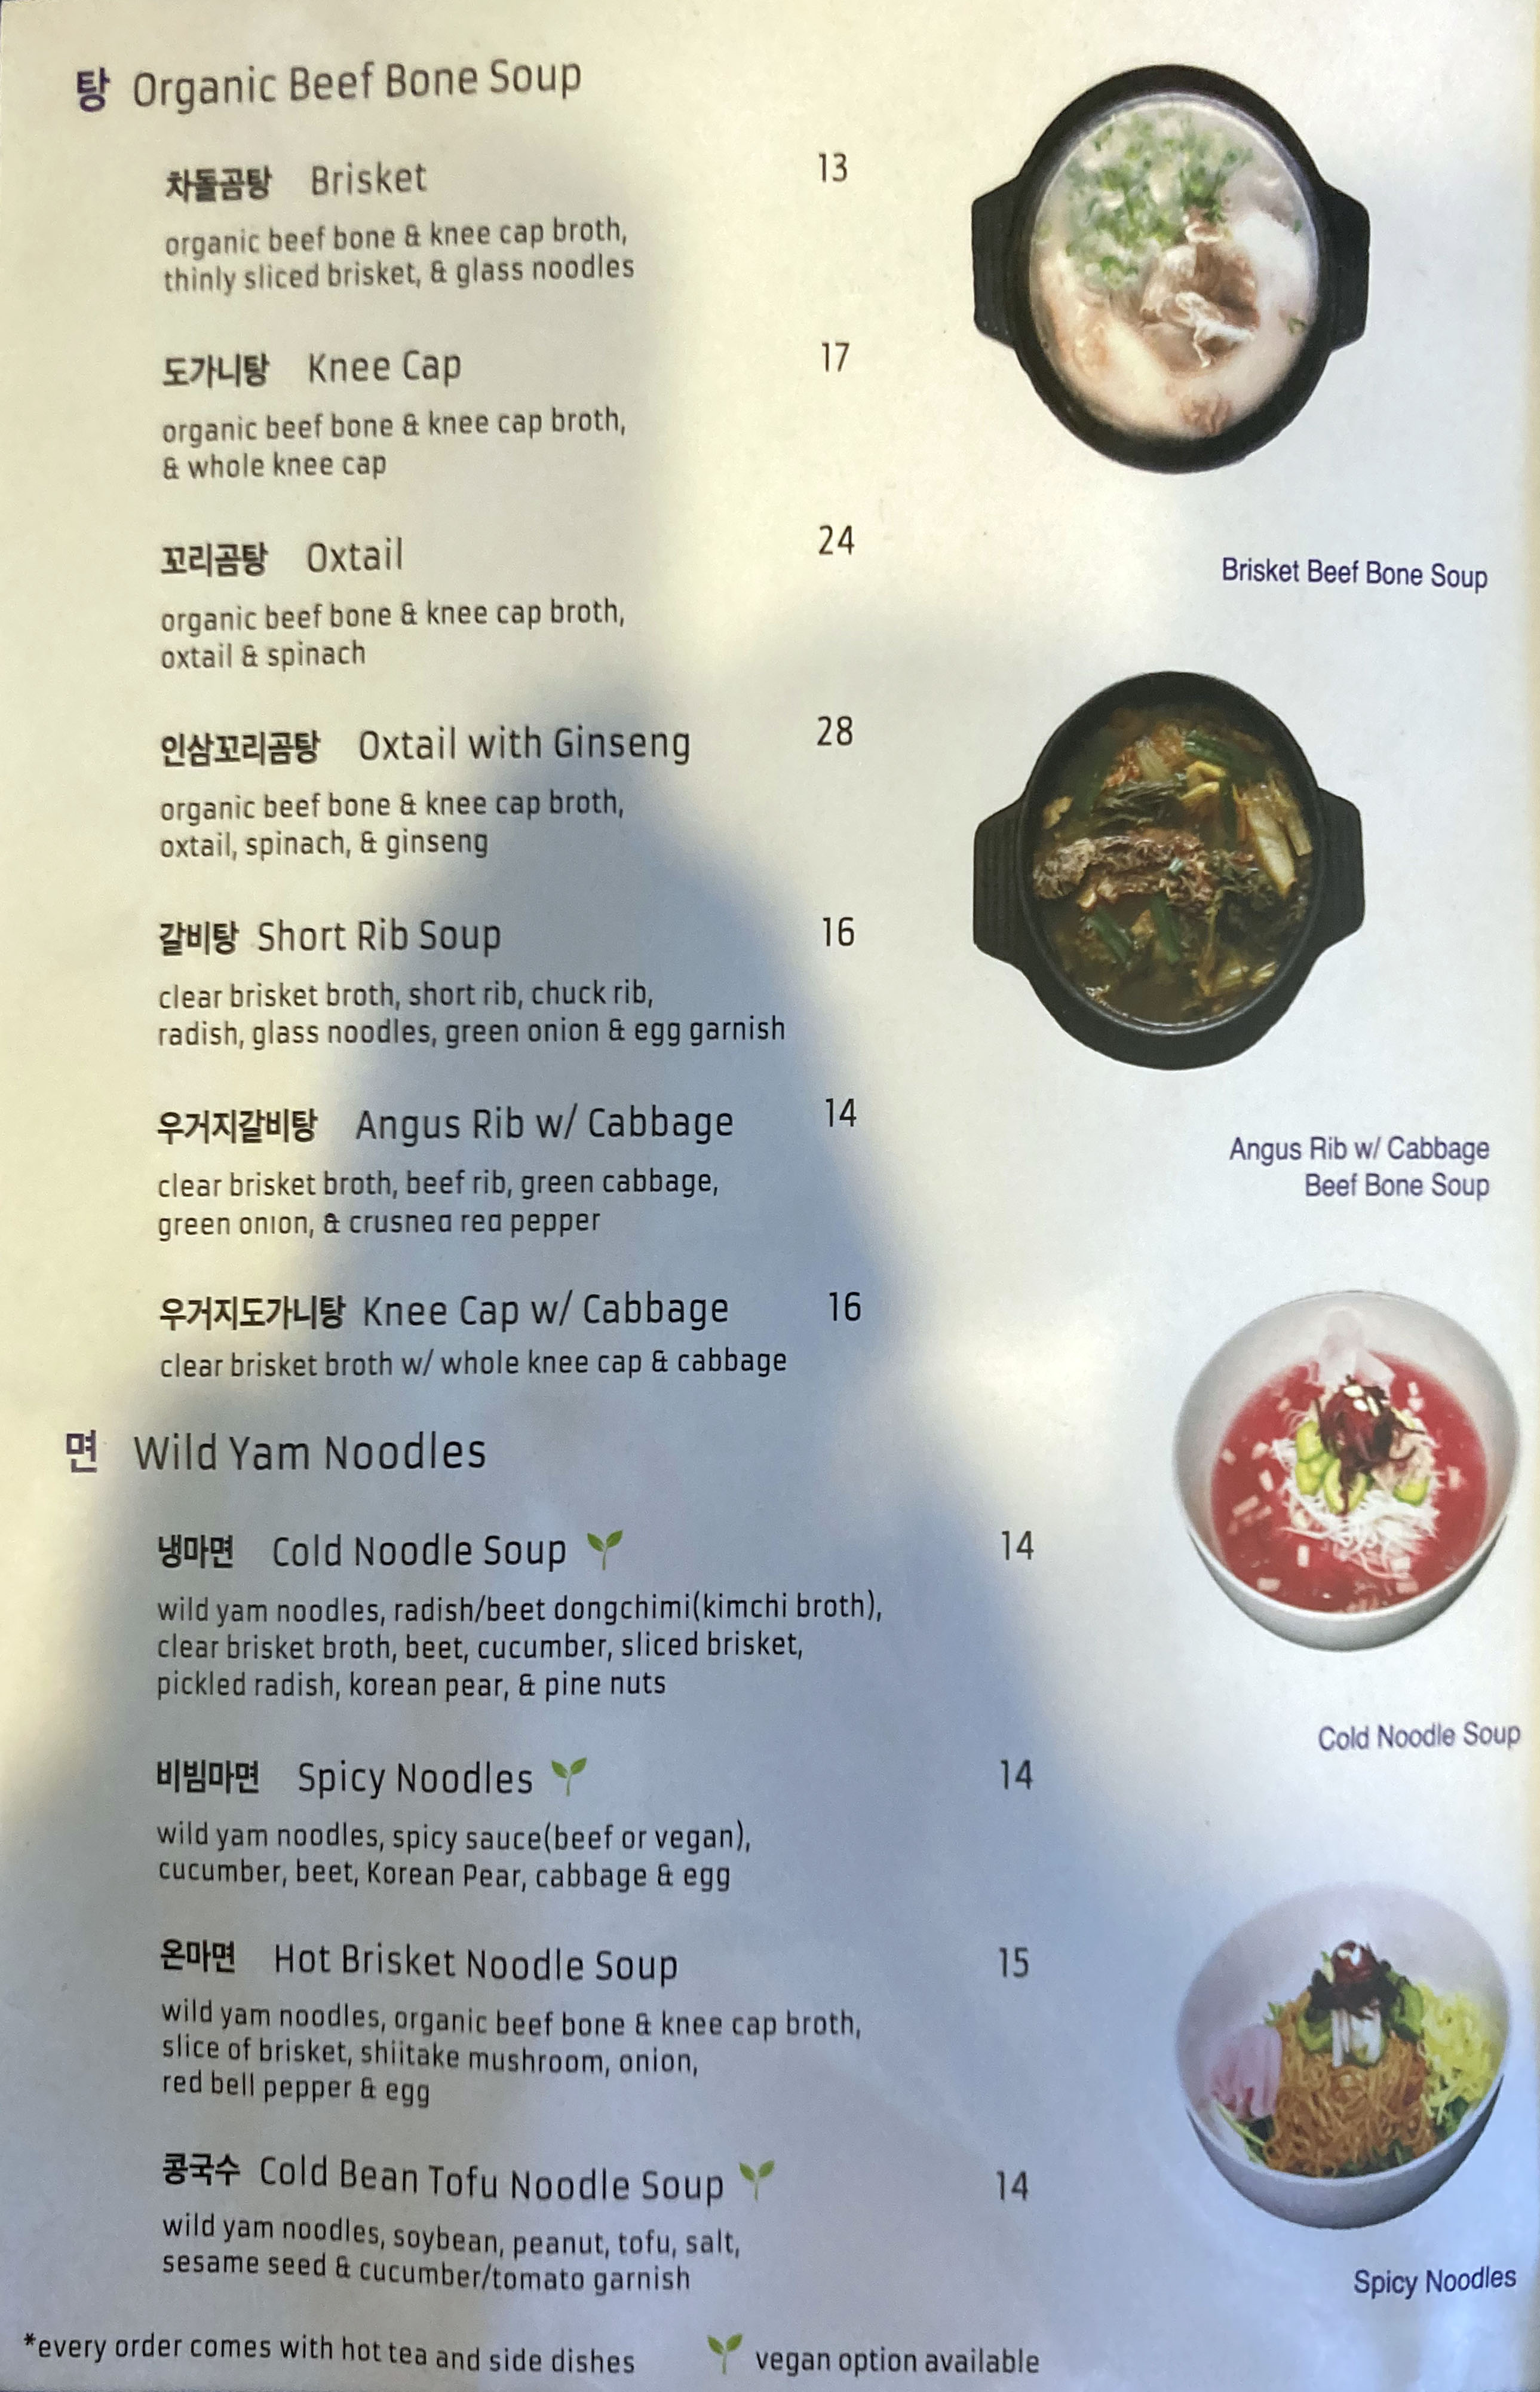 탕 Organic Beef Bone Soup
차돌곰탕 Brisket 13
organic beef bone & knee cap broth,
thinly sliced brisket, & glass noodles
도가니탕 Knee Cap 17
organic beef bone & knee cap broth,
& whole knee cap
꼬리곰탕 Oxtail 24
organic beef bone & knee cap broth,
oxtail & spinach
인삼꼬리곰탕 Oxtail with Ginseng 28
organic beef bone & knee cap broth,
oxtail, spinach, & ginseng
갈비탕 Short Rib Soup 16
clear brisket broth, short rib, chuck rib,
radish, glass noodles, green onion & egg garnish
우거지갈비탕 Angus Rib w/ Cabbage 14
clear brisket broth, beef rib, green cabbage,
green onion, & crushed red pepper
우거지도가니탕 Knee Cap w/ Cabbage 16
clear brisket broth w/ whole knee cap & cabbage
Brisket Beef Bone Soup
Angus Rib w/ Cabbage
Beef Bone Soup
면 Wild Yam Noodles
냉마면 Cold Noodle Soup 14
wild yam noodles, radish/beet dongchimi(kimchi broth),
clear brisket broth, beet, cucumber, sliced brisket,
pickled radish, korean pear, & pine nuts
비빔마면 Spicy Noodles 14
wild yam noodles, spicy sauce(beef or vegan),
cucumber, beet, Korean Pear, cabbage & egg
온마면 Hot Brisket Noodle Soup 15
wild yam noodles, organic beef bone & knee cap broth,
slice of brisket, shiitake mushroom, onion,
red bell pepper & egg
콩국수 Cold Bean Tofu Noodle Soup 14
wild yam noodles, soybean, peanut, tofu, salt,
sesame seed & cucumber/tomato garnish
Cold Noodle Soup
Spicy Noodles
*every order comes with hot tea and side dishes
vegan option available